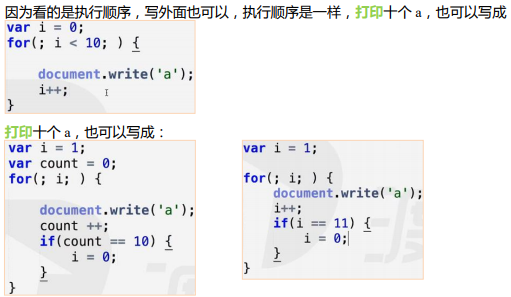 因为看的是执行顺序，写外面也可以，执行顺序是一样，打印十个 a，也可以写成
var i = 0;
for(; i < 10; ) {
document.write('a');
i++;
}
打印十个 a，也可以写成：
var i = 1;
var count = 0;
for(; i; ) {
document.write('a');
count ++;
if(count == 10) {
i = 0;
}
}
var i = 1;
for(; i; ) {
document.write('a');
i++;
if(i == 11) {
i = 0;
}
}